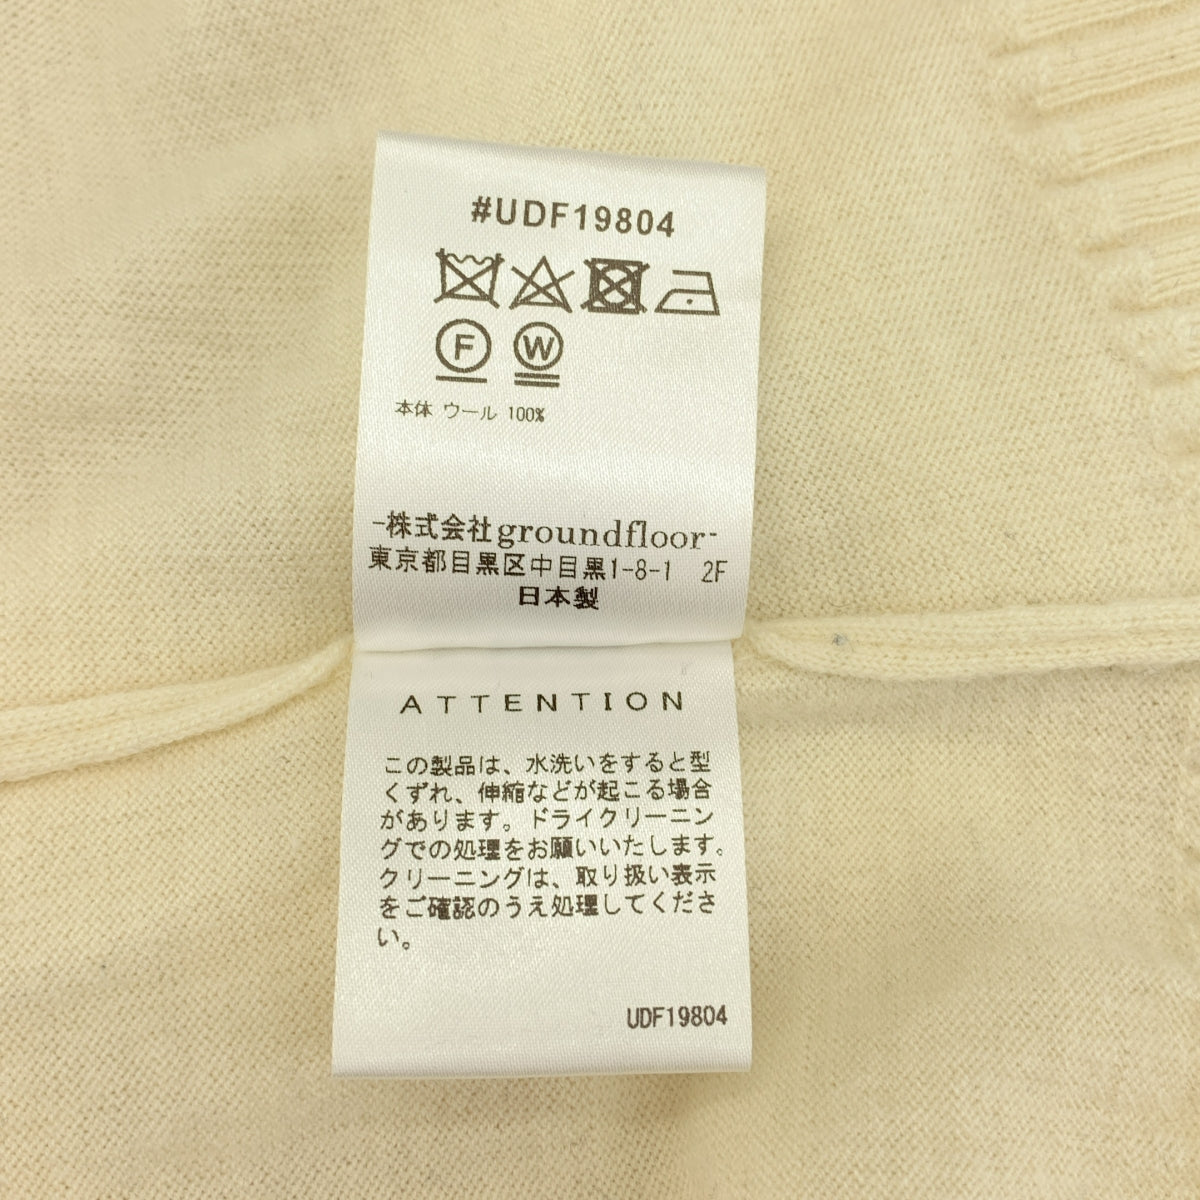 #UDF19804
F W
本体 ウール 100%
-株式会社groundfloor-
東京都目黒区中目黒1-8-1 2F
日本製
ATTENTION
この製品は、水洗いをすると型
くずれ、伸縮などが起こる場合
があります。ドライクリーニン
グでの処理をお願いいたします。
クリーニングは、取り扱い表示
をご確認のうえ処理してくださ
い。
UDF19804